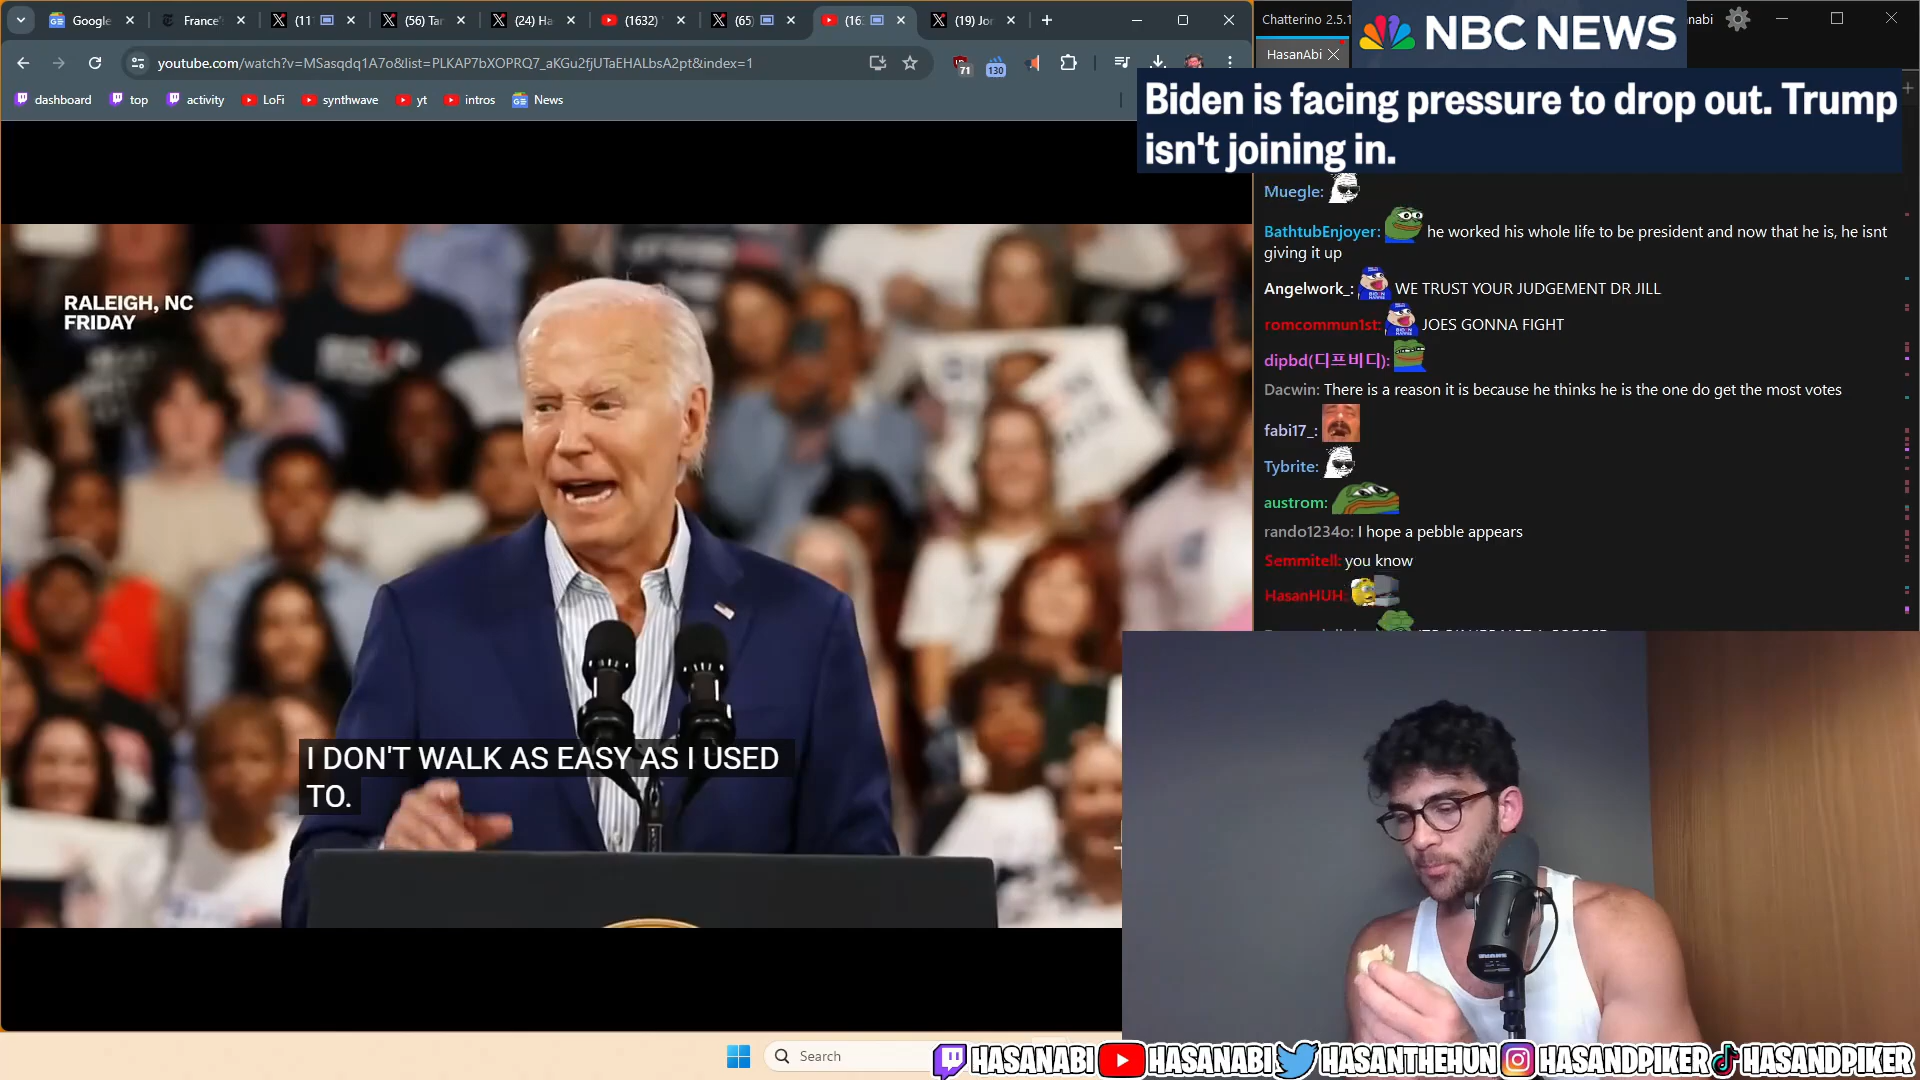 Google
France'
(11
(56) Tar
(24) Ha
(1632)
(65)
(16:
(19) Jor
Chatterino 2.5.1
nabi
NBC NEWS
youtube.com/watch?v=MSasqdq1A7o&list=PLKAP7bXOPRQ7_aKGu2fjUTaEHALbsA2pt&index=1
71
130
HasanAbi
dashboard
top
activity
LoFi
synthwave
yt
intros
News
Biden is facing pressure to drop out. Trump
isn't joining in.
Muegle:
BathtubEnjoyer: he worked his whole life to be president and now that he is, he isnt
giving it up
Angelwork_: WE TRUST YOUR JUDGEMENT DR JILL
romcommun1st: JOES GONNA FIGHT
dipbd(디프비디):
Dacwin: There is a reason it is because he thinks he is the one do get the most votes
fabi17_:
Tybrite:
austrom:
rando1234o: I hope a pebble appears
Semmitell: you know
HasanHUH:
RALEIGH, NC
FRIDAY
I DON'T WALK AS EASY AS I USED
TO.
Search
HASANABI
HASANABI
HASANTHEHUN
HASANDPIKER
HASANDPIKER